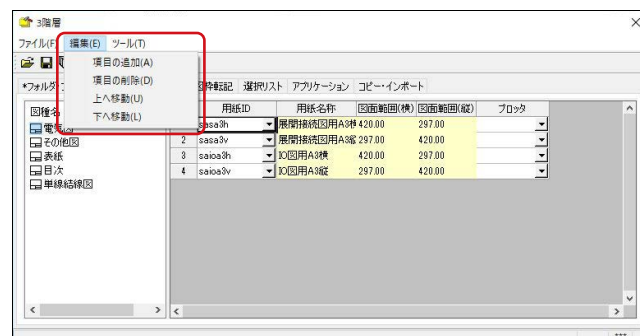 3階層
ファイル(F) 編集(E) ツール(T)
項目の追加(A)
項目の削除(D)
上へ移動(U)
下へ移動(L)
*フォルダ 図枠転記 選択リスト アプリケーション コピー・インポート
図種名
電気図
その他図
表紙
目次
単線結線図
用紙ID 用紙名称 図面範囲(横) 図面範囲(縦) プロッタ
sasa3h 展開接続図用A3横 420.00 297.00
2 sasa3v 展開接続図用A3縦 297.00 420.00
3 saioa3h IO図用A3横 420.00 297.00
4 saioa3v IO図用A3縦 297.00 420.00